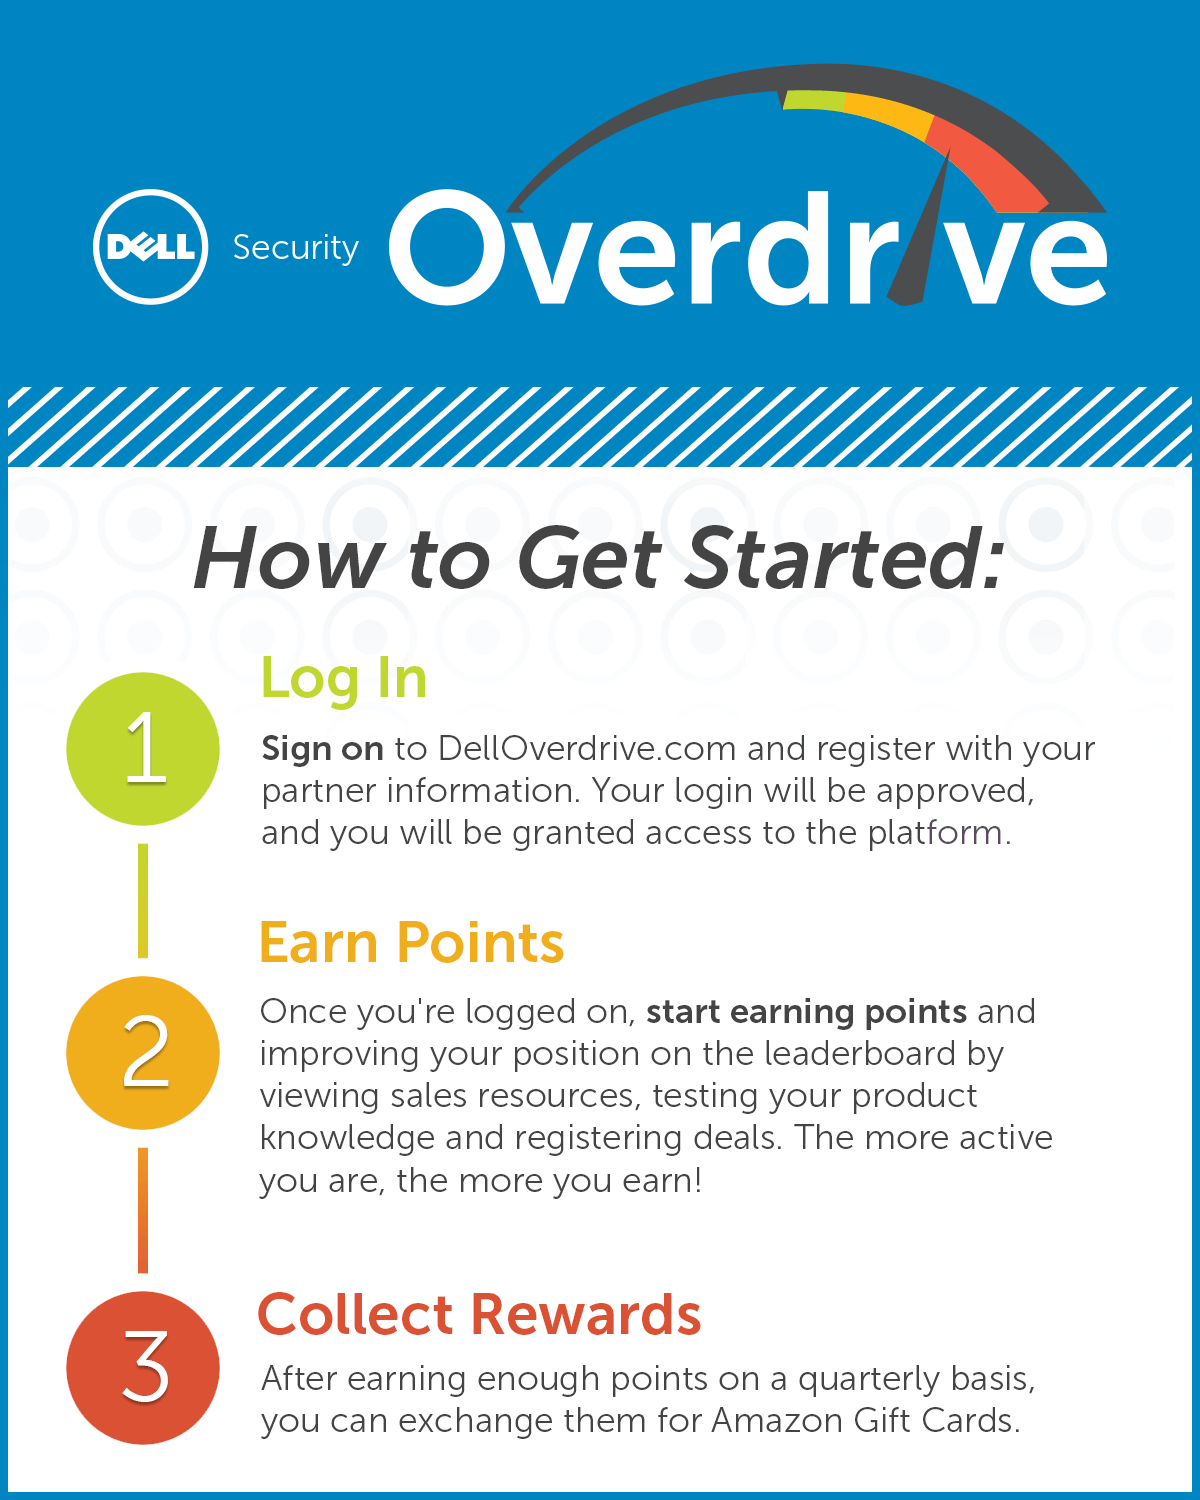 DELL Security Overdrive
How to Get Started:
1
Log In
Sign on to DellOverdrive.com and register with your
partner information. Your login will be approved,
and you will be granted access to the platform.
2
Earn Points
Once you're logged on, start earning points and
improving your position on the leaderboard by
viewing sales resources, testing your product
knowledge and registering deals. The more active
you are, the more you earn!
3
Collect Rewards
After earning enough points on a quarterly basis,
you can exchange them for Amazon Gift Cards.